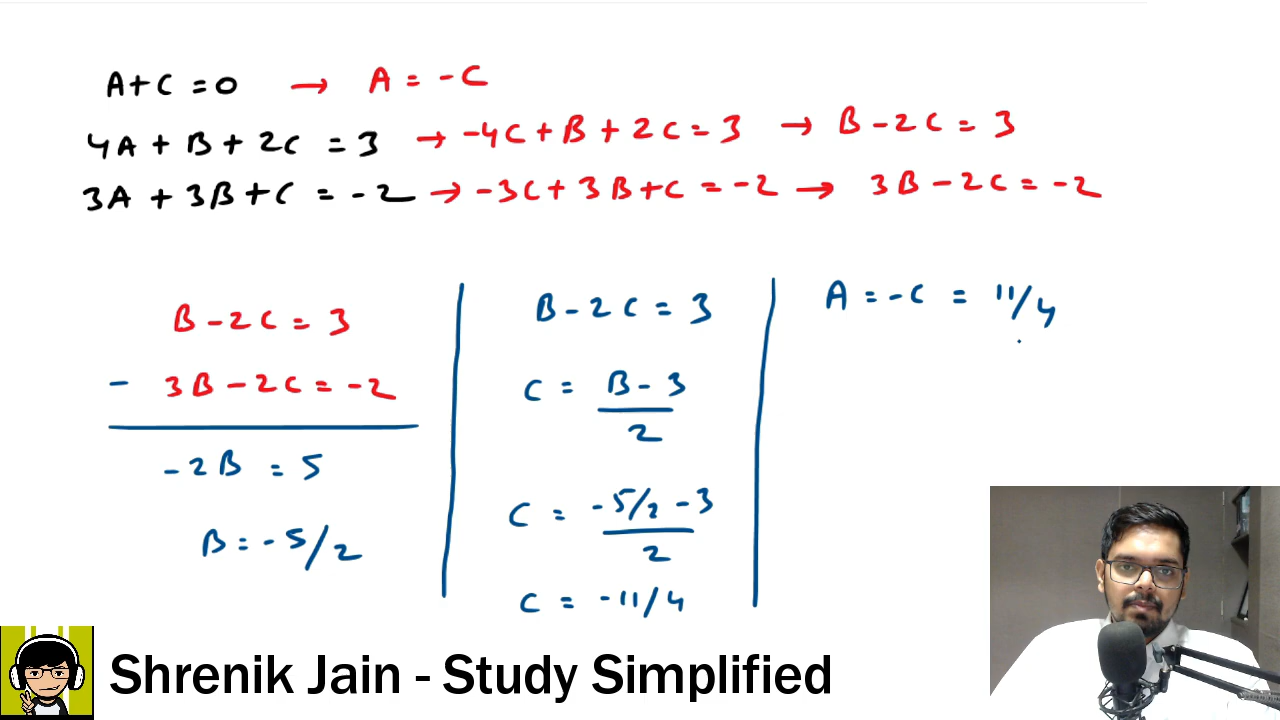 A+C = 0 → A = -C
4A + B + 2C = 3 → -4C + B + 2C = 3 → B - 2C = 3
3A + 3B + C = -2 → -3C + 3B + C = -2 → 3B - 2C = -2
B - 2C = 3
- 3B - 2C = -2
-2B = 5
B = -5/2
B - 2C = 3
C = B - 3
2
C = -5/2 - 3
2
C = -11/4
A = -C = 11/4
Shrenik Jain - Study Simplified